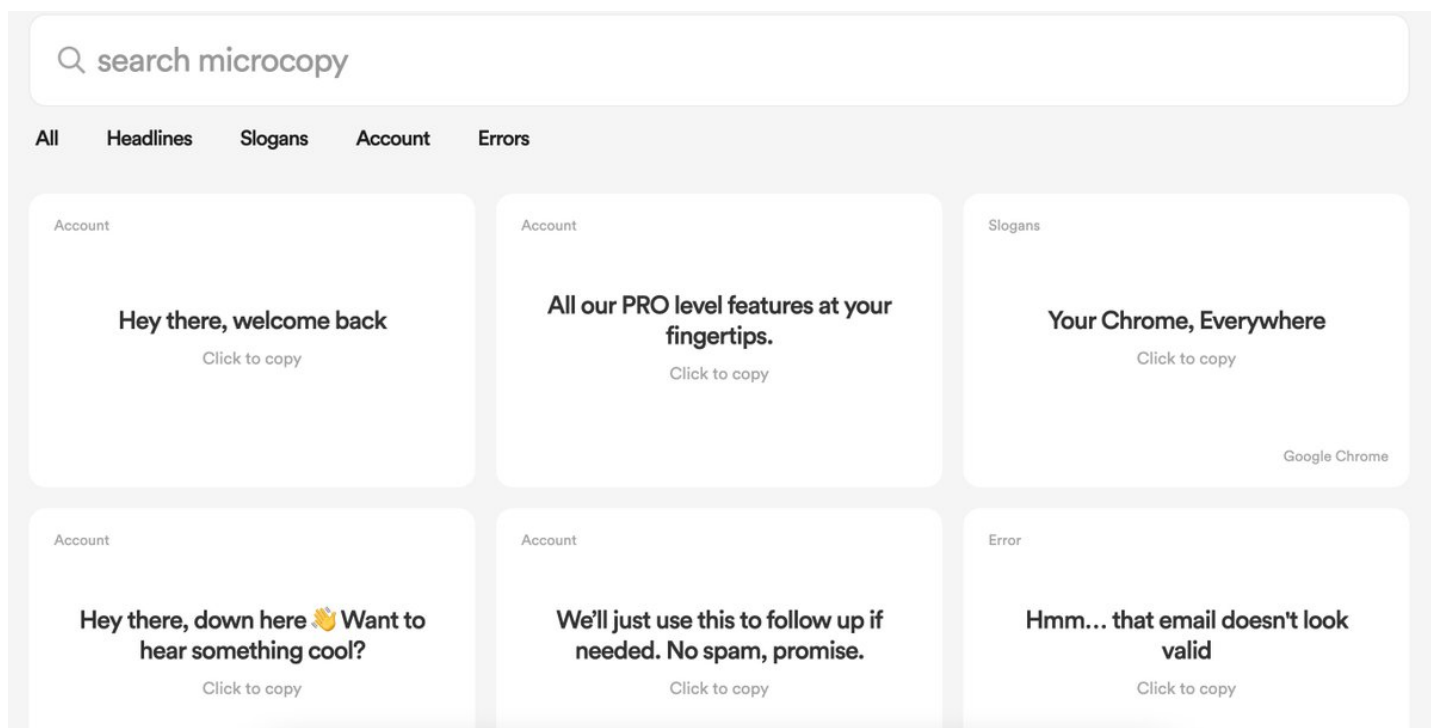 search microcopy
All Headlines Slogans Account Errors
Account
Hey there, welcome back
Click to copy
Account
All our PRO level features at your
fingertips.
Click to copy
Slogans
Your Chrome, Everywhere
Click to copy
Google Chrome
Account
Hey there, down here 👋 Want to
hear something cool?
Click to copy
Account
We’ll just use this to follow up if
needed. No spam, promise.
Click to copy
Error
Hmm... that email doesn't look
valid
Click to copy